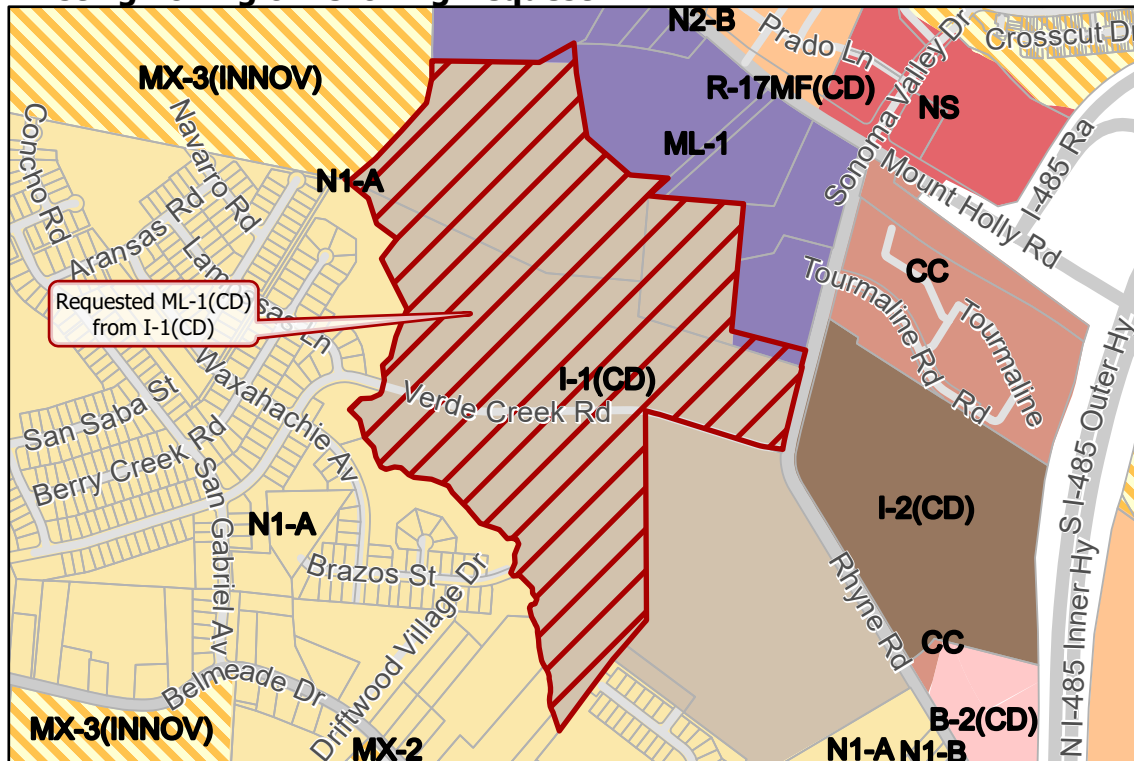 N2-B
Prado Ln
Crosscut Dr
MX-3(INNOV)
R-17MF(CD)
NS
Sonoma Valley Dr
ML-1
I-485 Ra
Concho Rd
Navarro Rd
N1-A
Mount Holly Rd
Aransas Rd
CC
Tourmaline Rd
Tourmaline
Rd
Requested ML-1(CD)
from I-1(CD)
Waxahachie Av
I-1(CD)
Verde Creek Rd
San Saba St
Berry Creek Rd
San Gabriel Av
N1-A
I-2(CD)
S I-485 Outer Hy
N I-485 Inner Hy
Brazos St
Rhyne Rd
Driftwood Village Dr
CC
Belmeade Dr
B-2(CD)
MX-3(INNOV)
MX-2
N1-A
N1-B